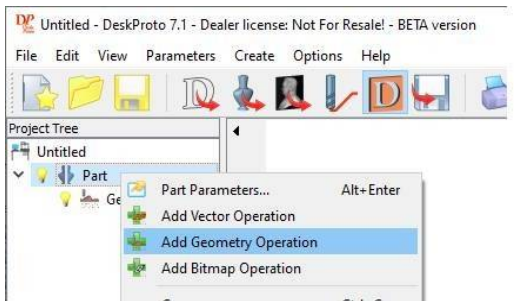 Untitled - DeskProto 7.1 - Dealer license: Not For Resale! - BETA version
File Edit View Parameters Create Options Help
Project Tree
Untitled
Part
Ge
Part Parameters... Alt+Enter
Add Vector Operation
Add Geometry Operation
Add Bitmap Operation